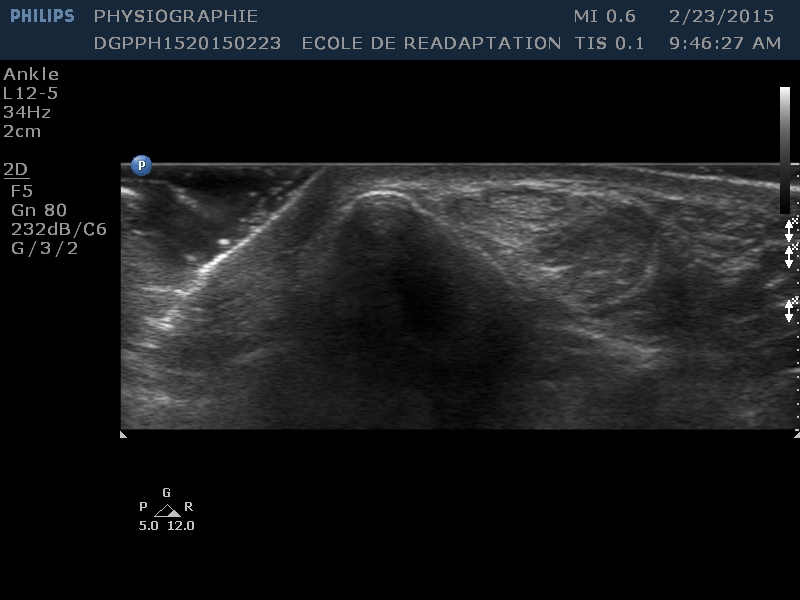 PHILIPS PHYSIOGRAPHIE MI 0.6 2/23/2015
DGPPH1520150223 ECOLE DE READAPTATION TIS 0.1 9:46:27 AM
Ankle
L12-5
34Hz
2cm
2D
F5
Gn 80
232dB/C6
G/3/2
P
G
P R
5.0 12.0